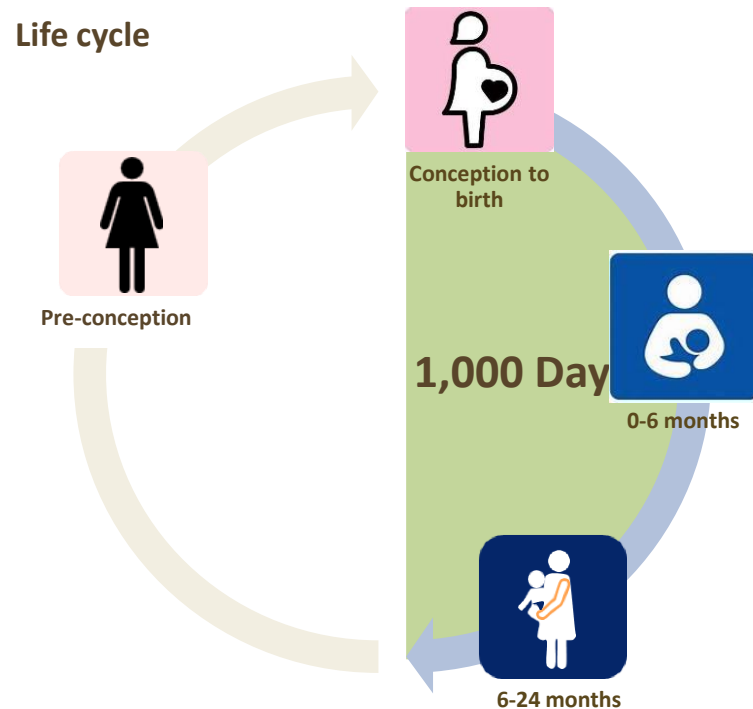 Life cycle
Conception to
birth
Pre-conception
1,000 Day
0-6 months
6-24 months